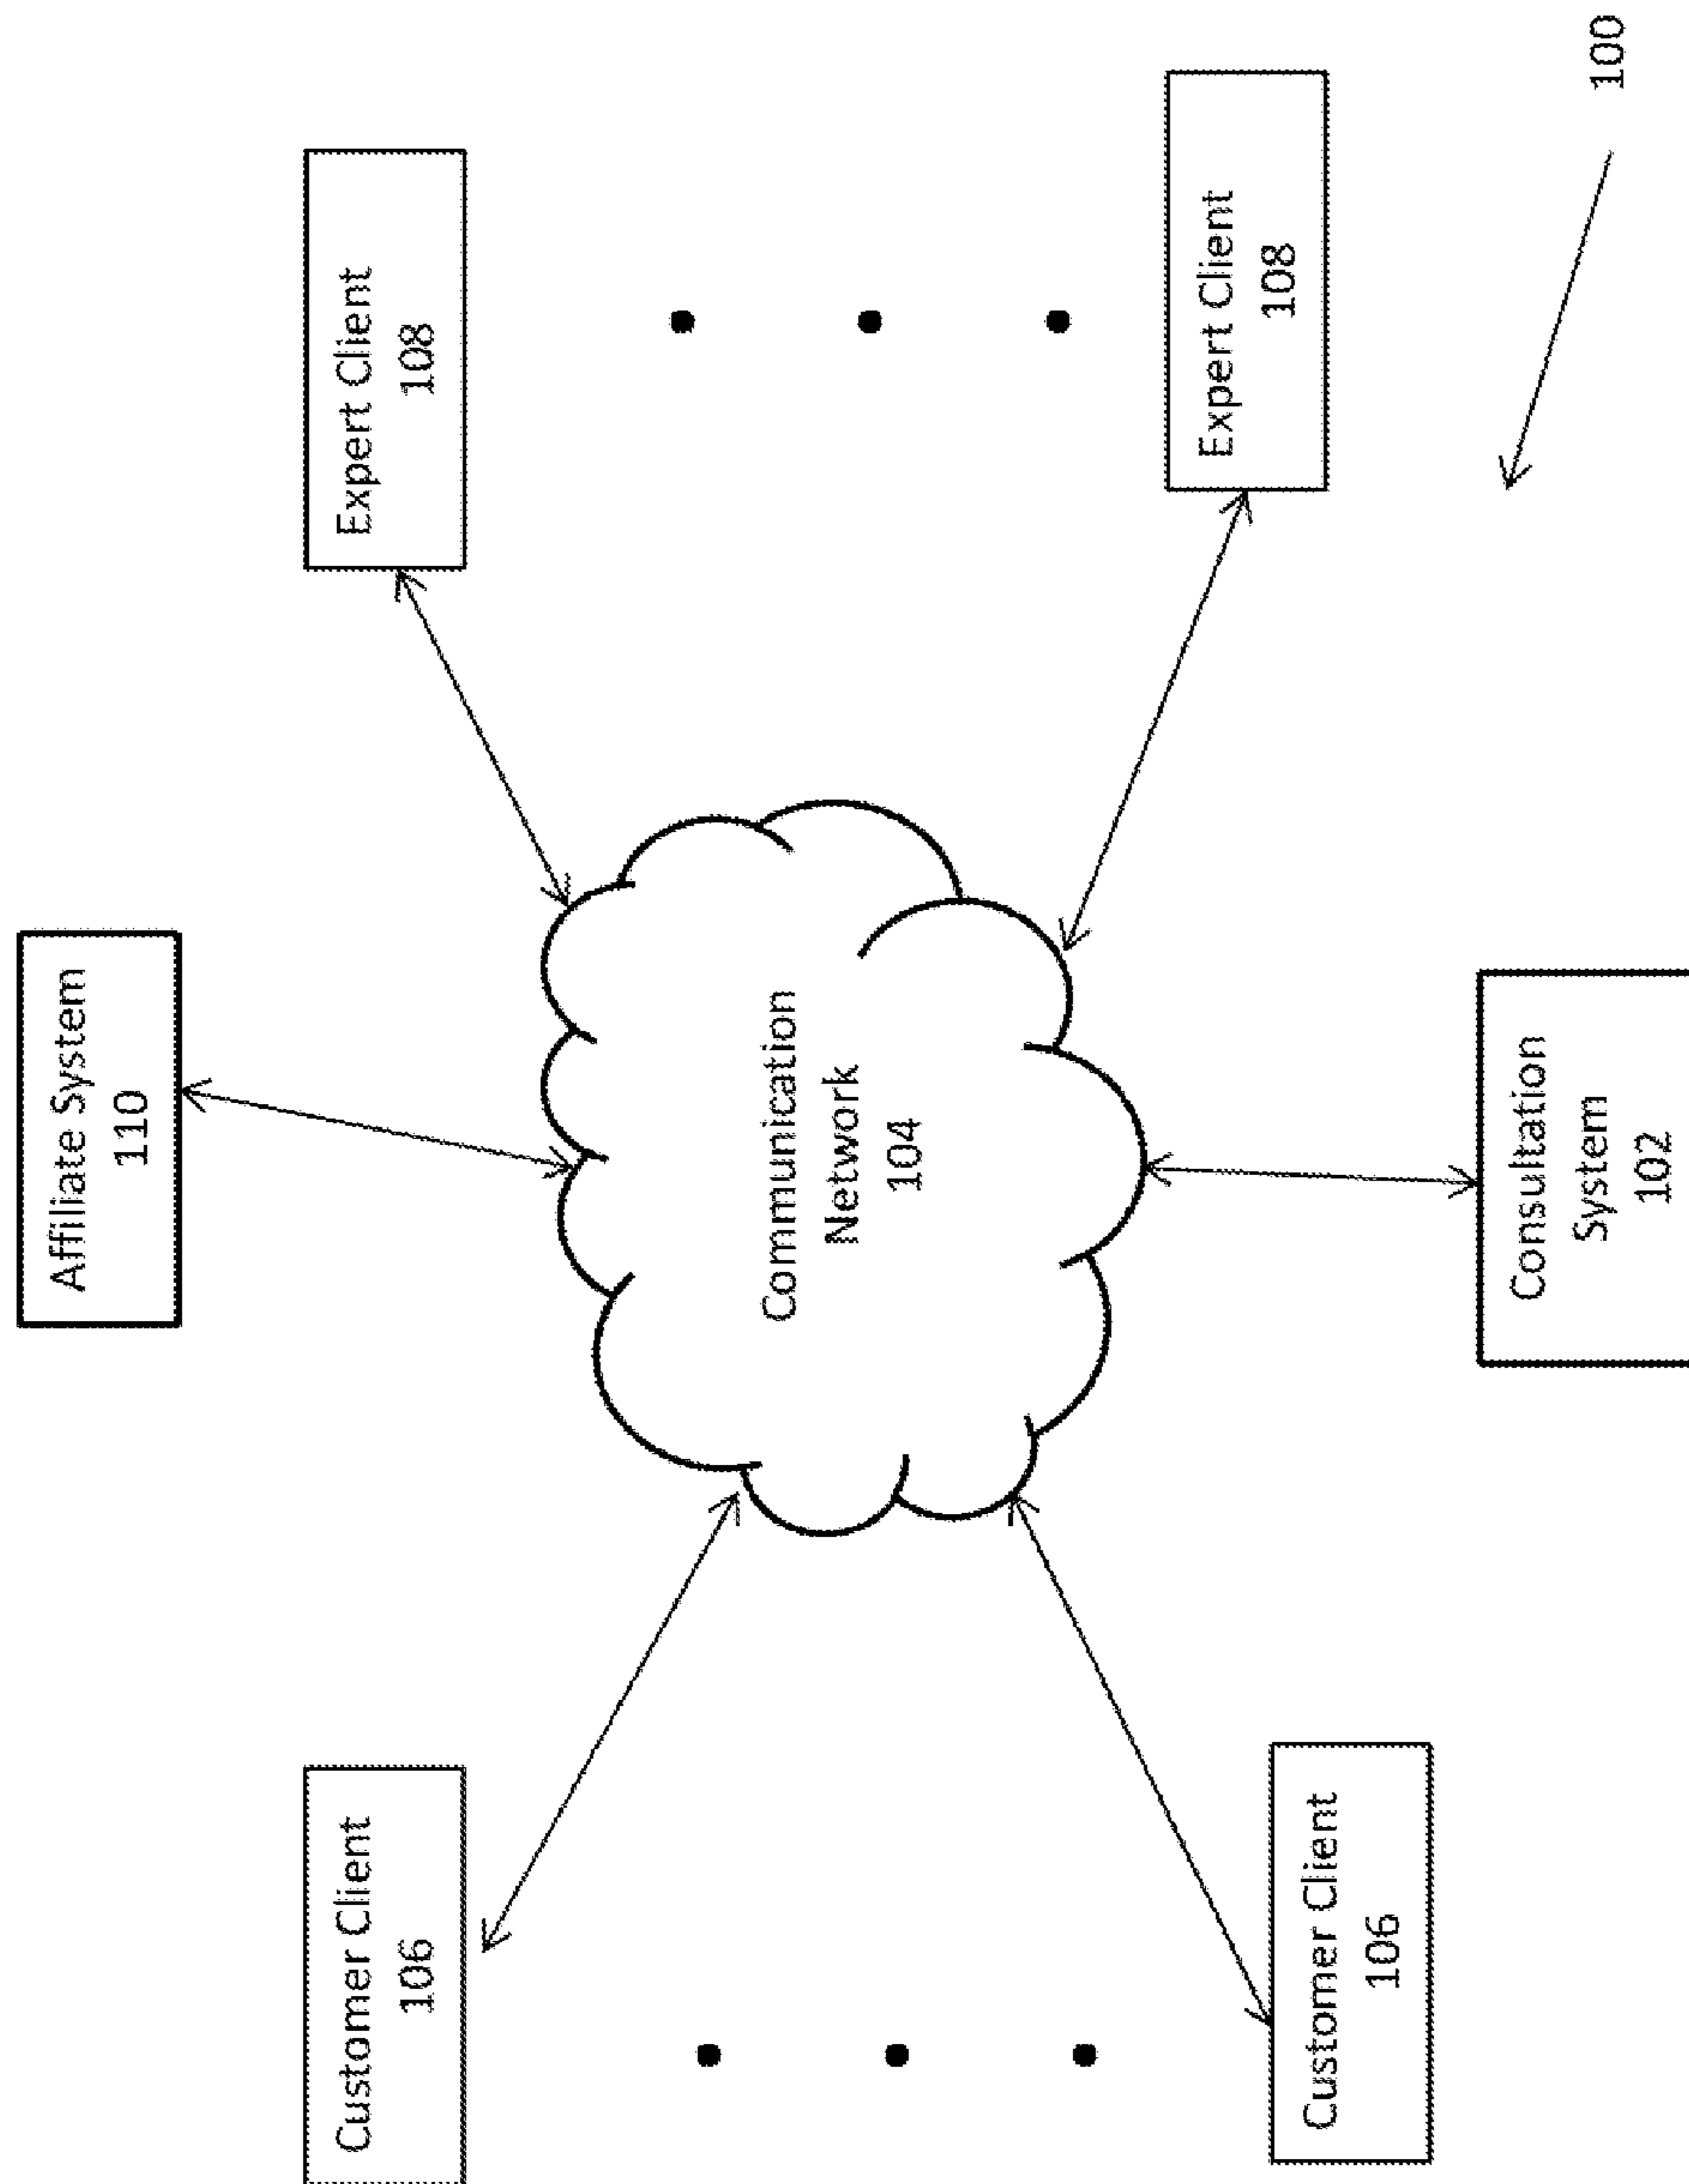 Affiliate System
110
Customer Client
106
Expert Client
108
Communication
Network
104
Customer Client
106
Expert Client
108
Consultation
System
102
100